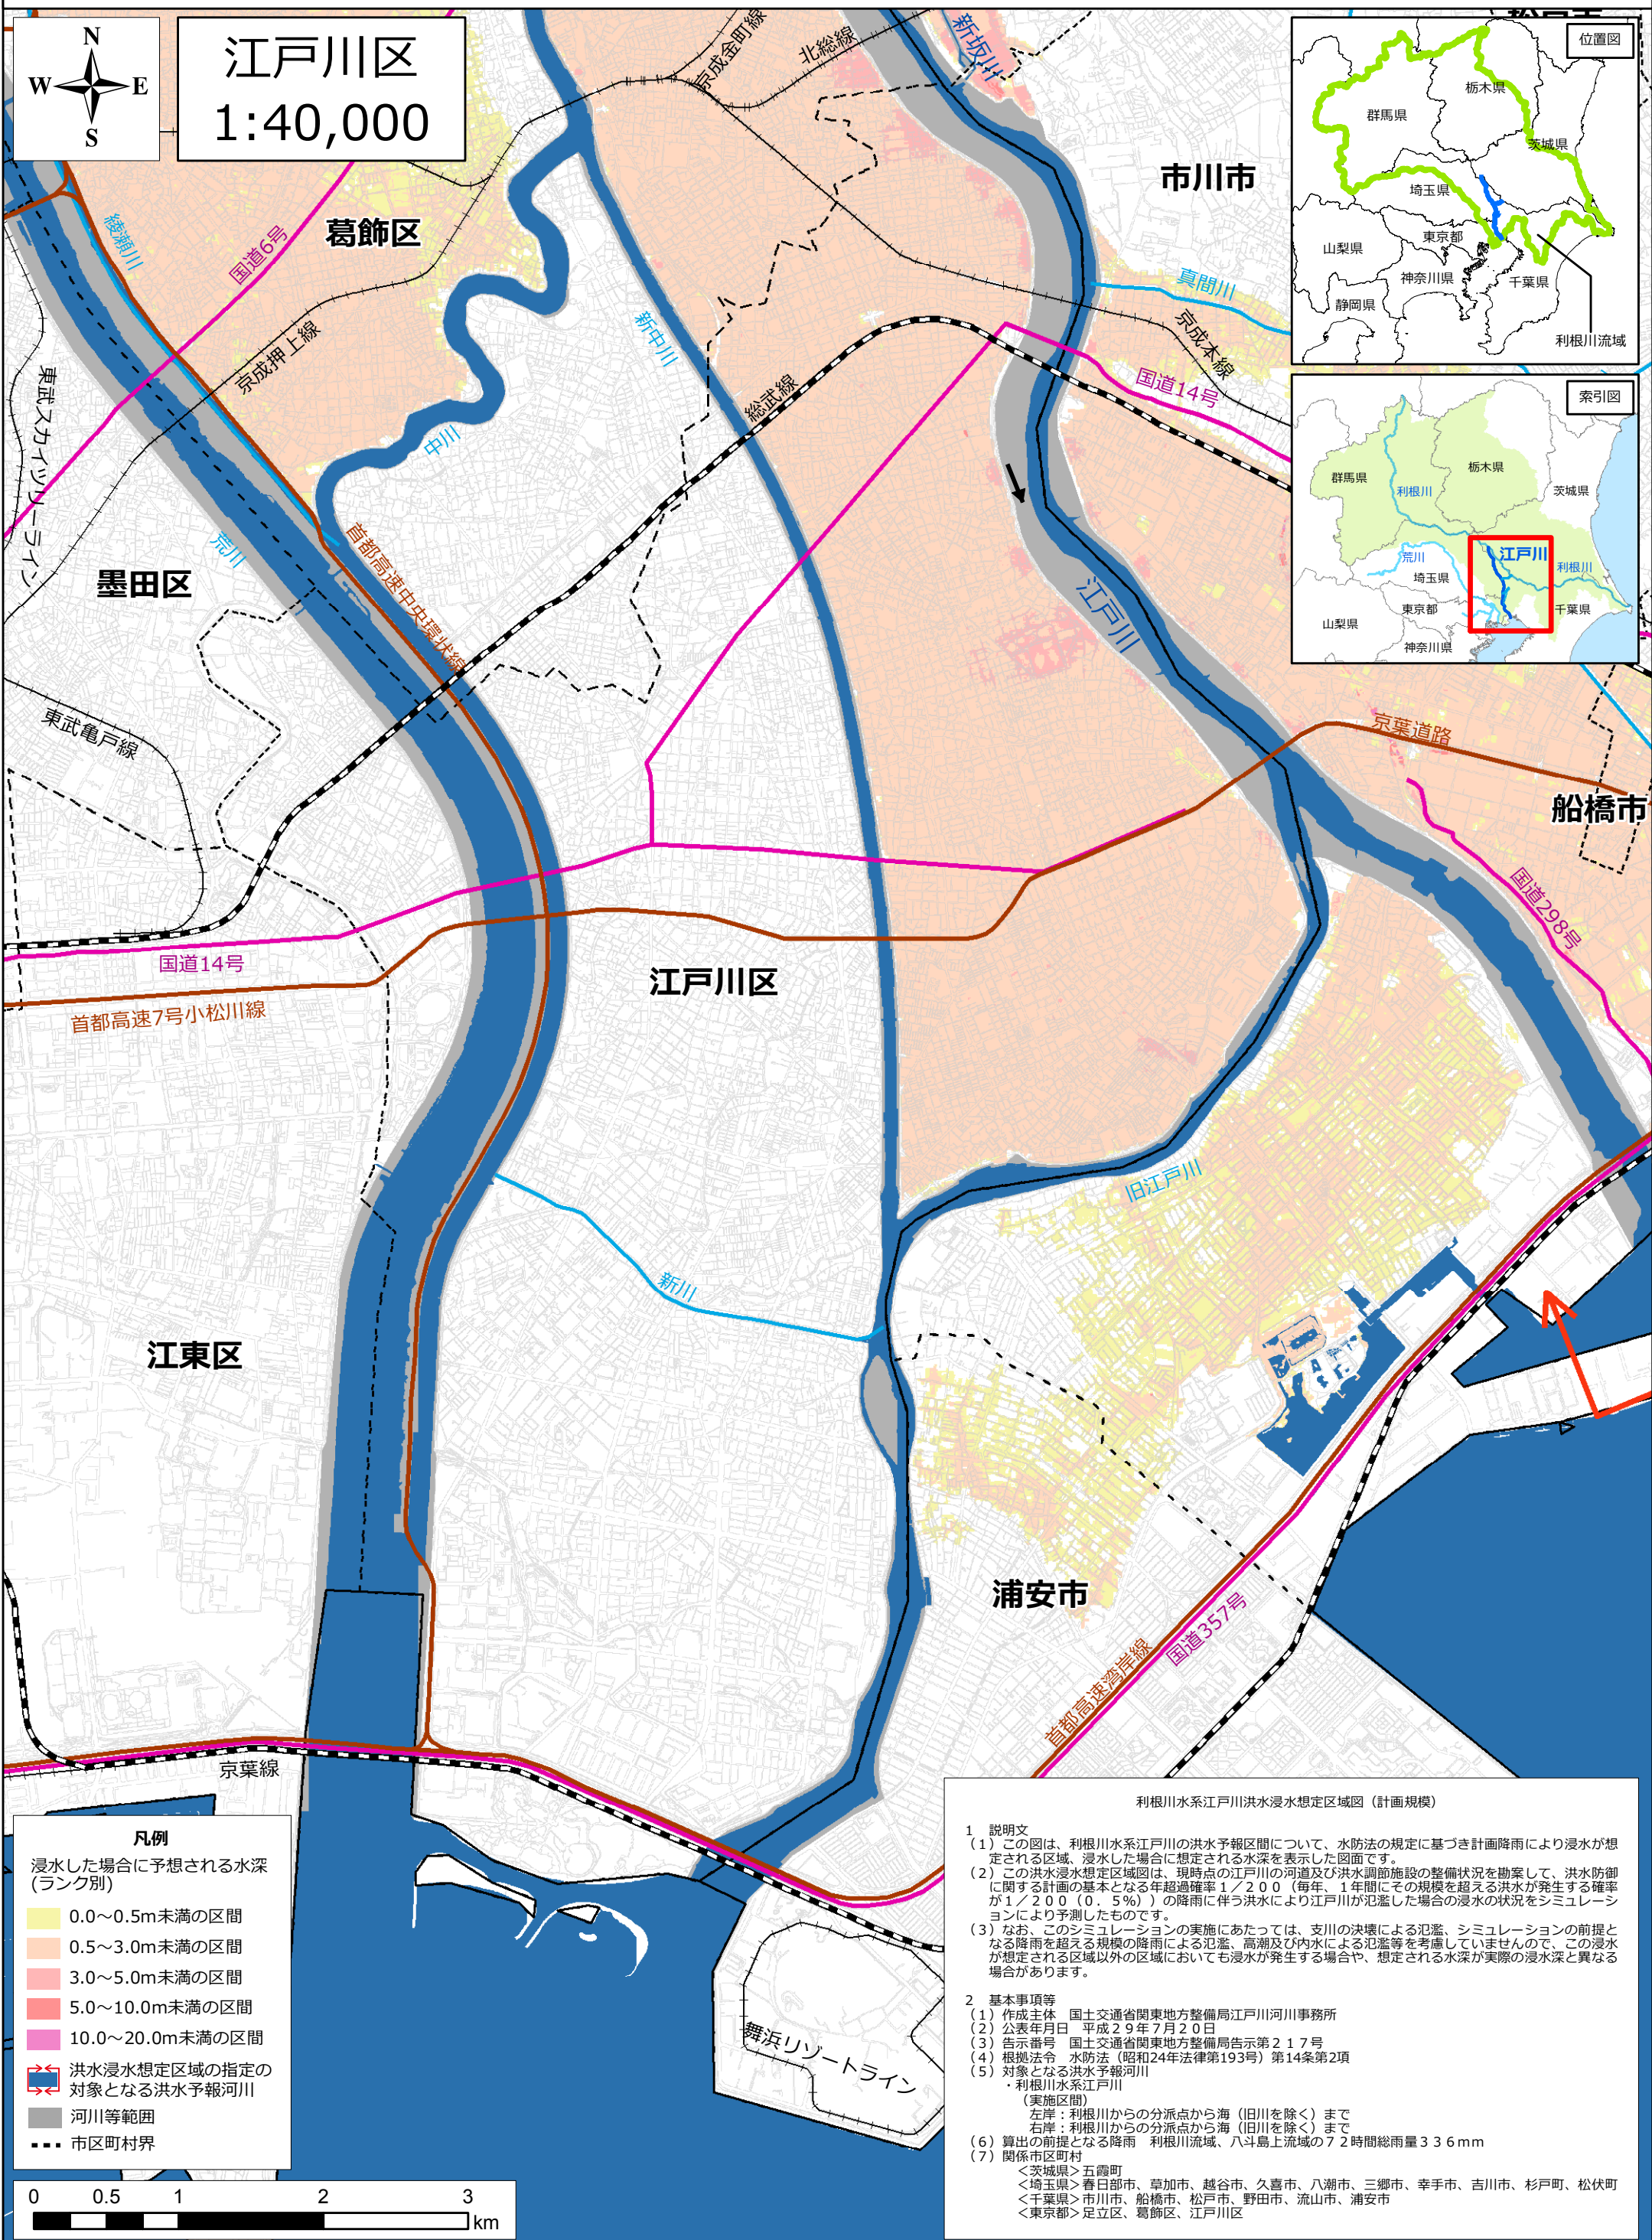 N
W
E
S
江戸川区
1:40,000
新坂川
京成金町線
北総線
市川市
葛飾区
綾瀬川
国道6号
京成押上線
新中川
真間川
京成本線
国道14号
総武線
中川
東武スカイツリーライン
荒川
首都高速中央環状線
墨田区
江戸川
東武亀戸線
京葉道路
船橋市
国道298号
国道14号
首都高速7号小松川線
江戸川区
旧江戸川
新川
江東区
浦安市
国道357号
首都高速湾岸線
京葉線
舞浜リゾートライン
位置図
栃木県
群馬県
茨城県
埼玉県
東京都
山梨県
神奈川県
千葉県
静岡県
利根川流域
索引図
群馬県
栃木県
茨城県
利根川
荒川
江戸川
利根川
埼玉県
東京都
千葉県
山梨県
神奈川県
凡例
浸水した場合に予想される水深
(ランク別)
0.0～0.5m未満の区間
0.5～3.0m未満の区間
3.0～5.0m未満の区間
5.0～10.0m未満の区間
10.0～20.0m未満の区間
洪水浸水想定区域の指定の
対象となる洪水予報河川
河川等範囲
市区町村界
0 0.5 1 2 3
km
利根川水系江戸川洪水浸水想定区域図（計画規模）
1 説明文
（1）この図は、利根川水系江戸川の洪水予報区間について、水防法の規定に基づき計画降雨により浸水が想
定される区域、浸水した場合に想定される水深を表示した図面です。
（2）この洪水浸水想定区域図は、現時点の江戸川の河道及び洪水調節施設の整備状況を勘案して、洪水防御
に関する計画の基本となる年超過確率１／２００（毎年、１年間にその規模を超える洪水が発生する確率
が１／２００（０．５％））の降雨に伴う洪水により江戸川が氾濫した場合の浸水の状況をシミュレーシ
ョンにより予測したものです。
（3）なお、このシミュレーションの実施にあたっては、支川の決壊による氾濫、シミュレーションの前提と
なる降雨を超える規模の降雨による氾濫、高潮及び内水による氾濫等を考慮していませんので、この浸水
が想定される区域以外の区域においても浸水が発生する場合や、想定される水深が実際の浸水深と異なる
場合があります。
2 基本事項等
（1）作成主体 国土交通省関東地方整備局江戸川河川事務所
（2）公表年月日 平成２９年７月２０日
（3）告示番号 国土交通省関東地方整備局告示第２１７号
（4）根拠法令 水防法（昭和24年法律第193号）第14条第2項
（5）対象となる洪水予報河川
・利根川水系江戸川
（実施区間）
左岸：利根川からの分派点から海（旧川を除く）まで
右岸：利根川からの分派点から海（旧川を除く）まで
（6）算出の前提となる降雨 利根川流域、八斗島上流域の７２時間総雨量３３６mm
（7）関係市区町村
＜茨城県＞五霞町
＜埼玉県＞春日部市、草加市、越谷市、久喜市、八潮市、三郷市、幸手市、吉川市、杉戸町、松伏町
＜千葉県＞市川市、船橋市、松戸市、野田市、流山市、浦安市
＜東京都＞足立区、葛飾区、江戸川区